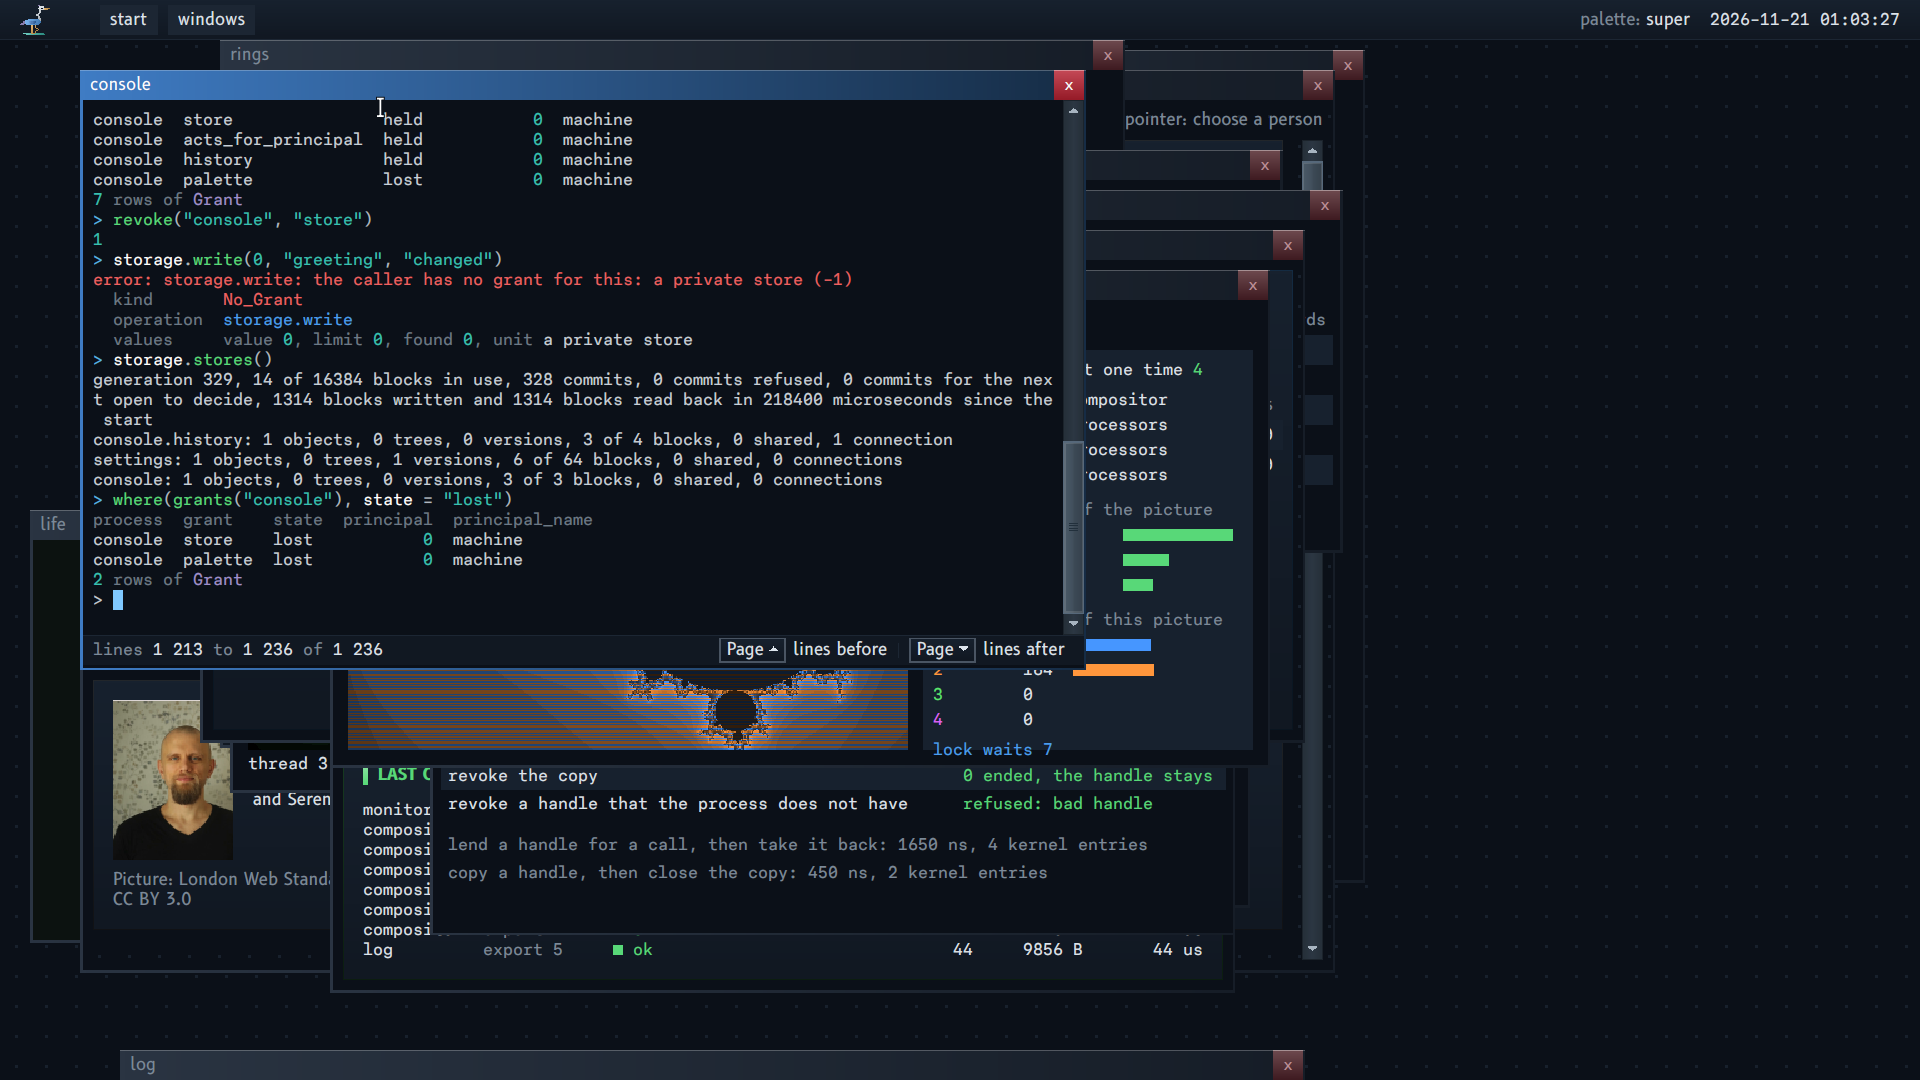 start
windows
palette: super
2026-11-21 01:03:27
rings
console
console store held 0 machine
console acts_for_principal held 0 machine
console history held 0 machine
console palette lost 0 machine
7 rows of Grant
> revoke("console", "store")
1
> storage.write(0, "greeting", "changed")
error: storage.write: the caller has no grant for this: a private store (-1)
kind No_Grant
operation storage.write
values value 0, limit 0, found 0, unit a private store
> storage.stores()
generation 329, 14 of 16384 blocks in use, 328 commits, 0 commits refused, 0 commits for the nex
t open to decide, 1314 blocks written and 1314 blocks read back in 218400 microseconds since the
start
console.history: 1 objects, 0 trees, 0 versions, 3 of 4 blocks, 0 shared, 1 connection
settings: 1 objects, 0 trees, 1 versions, 6 of 64 blocks, 0 shared, 0 connections
console: 1 objects, 0 trees, 0 versions, 3 of 3 blocks, 0 shared, 0 connections
> where(grants("console"), state = "lost")
process grant state principal principal_name
console store lost 0 machine
console palette lost 0 machine
2 rows of Grant
>
lines 1 213 to 1 236 of 1 236
Page lines before
Page lines after
pointer: choose a person
ds
t one time 4
mpositor
ocessors
ocessors
ocessors
f the picture
f this picture
2 164
3 0
4 0
lock waits 7
life
thread 3
and Seren
Picture: London Web Standa
CC BY 3.0
LAST C
monitor
composi
composi
composi
composi
composi
composi
log export 5 ok 44 9856 B 44 us
revoke the copy 0 ended, the handle stays
revoke a handle that the process does not have refused: bad handle
lend a handle for a call, then take it back: 1650 ns, 4 kernel entries
copy a handle, then close the copy: 450 ns, 2 kernel entries
log